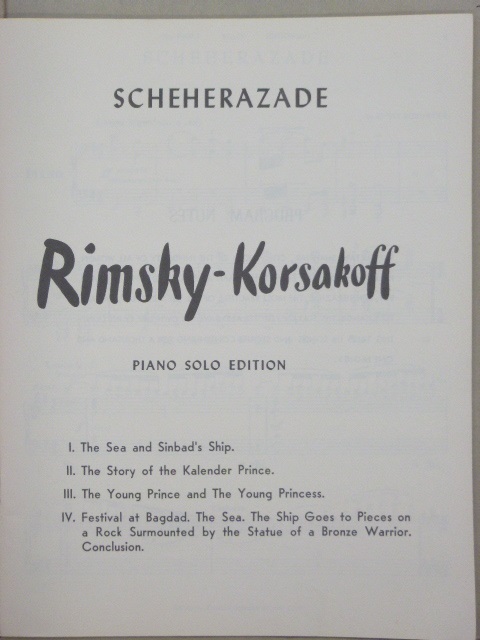 SCHEHERAZADE
PROGRAM NOTES
Rimsky-Korsakoff
PIANO SOLO EDITION
I. The Sea and Sinbad's Ship.
II. The Story of the Kalender Prince.
III. The Young Prince and The Young Princess.
IV. Festival at Bagdad. The Sea. The Ship Goes to Pieces on
a Rock Surmounted by the Statue of a Bronze Warrior.
Conclusion.